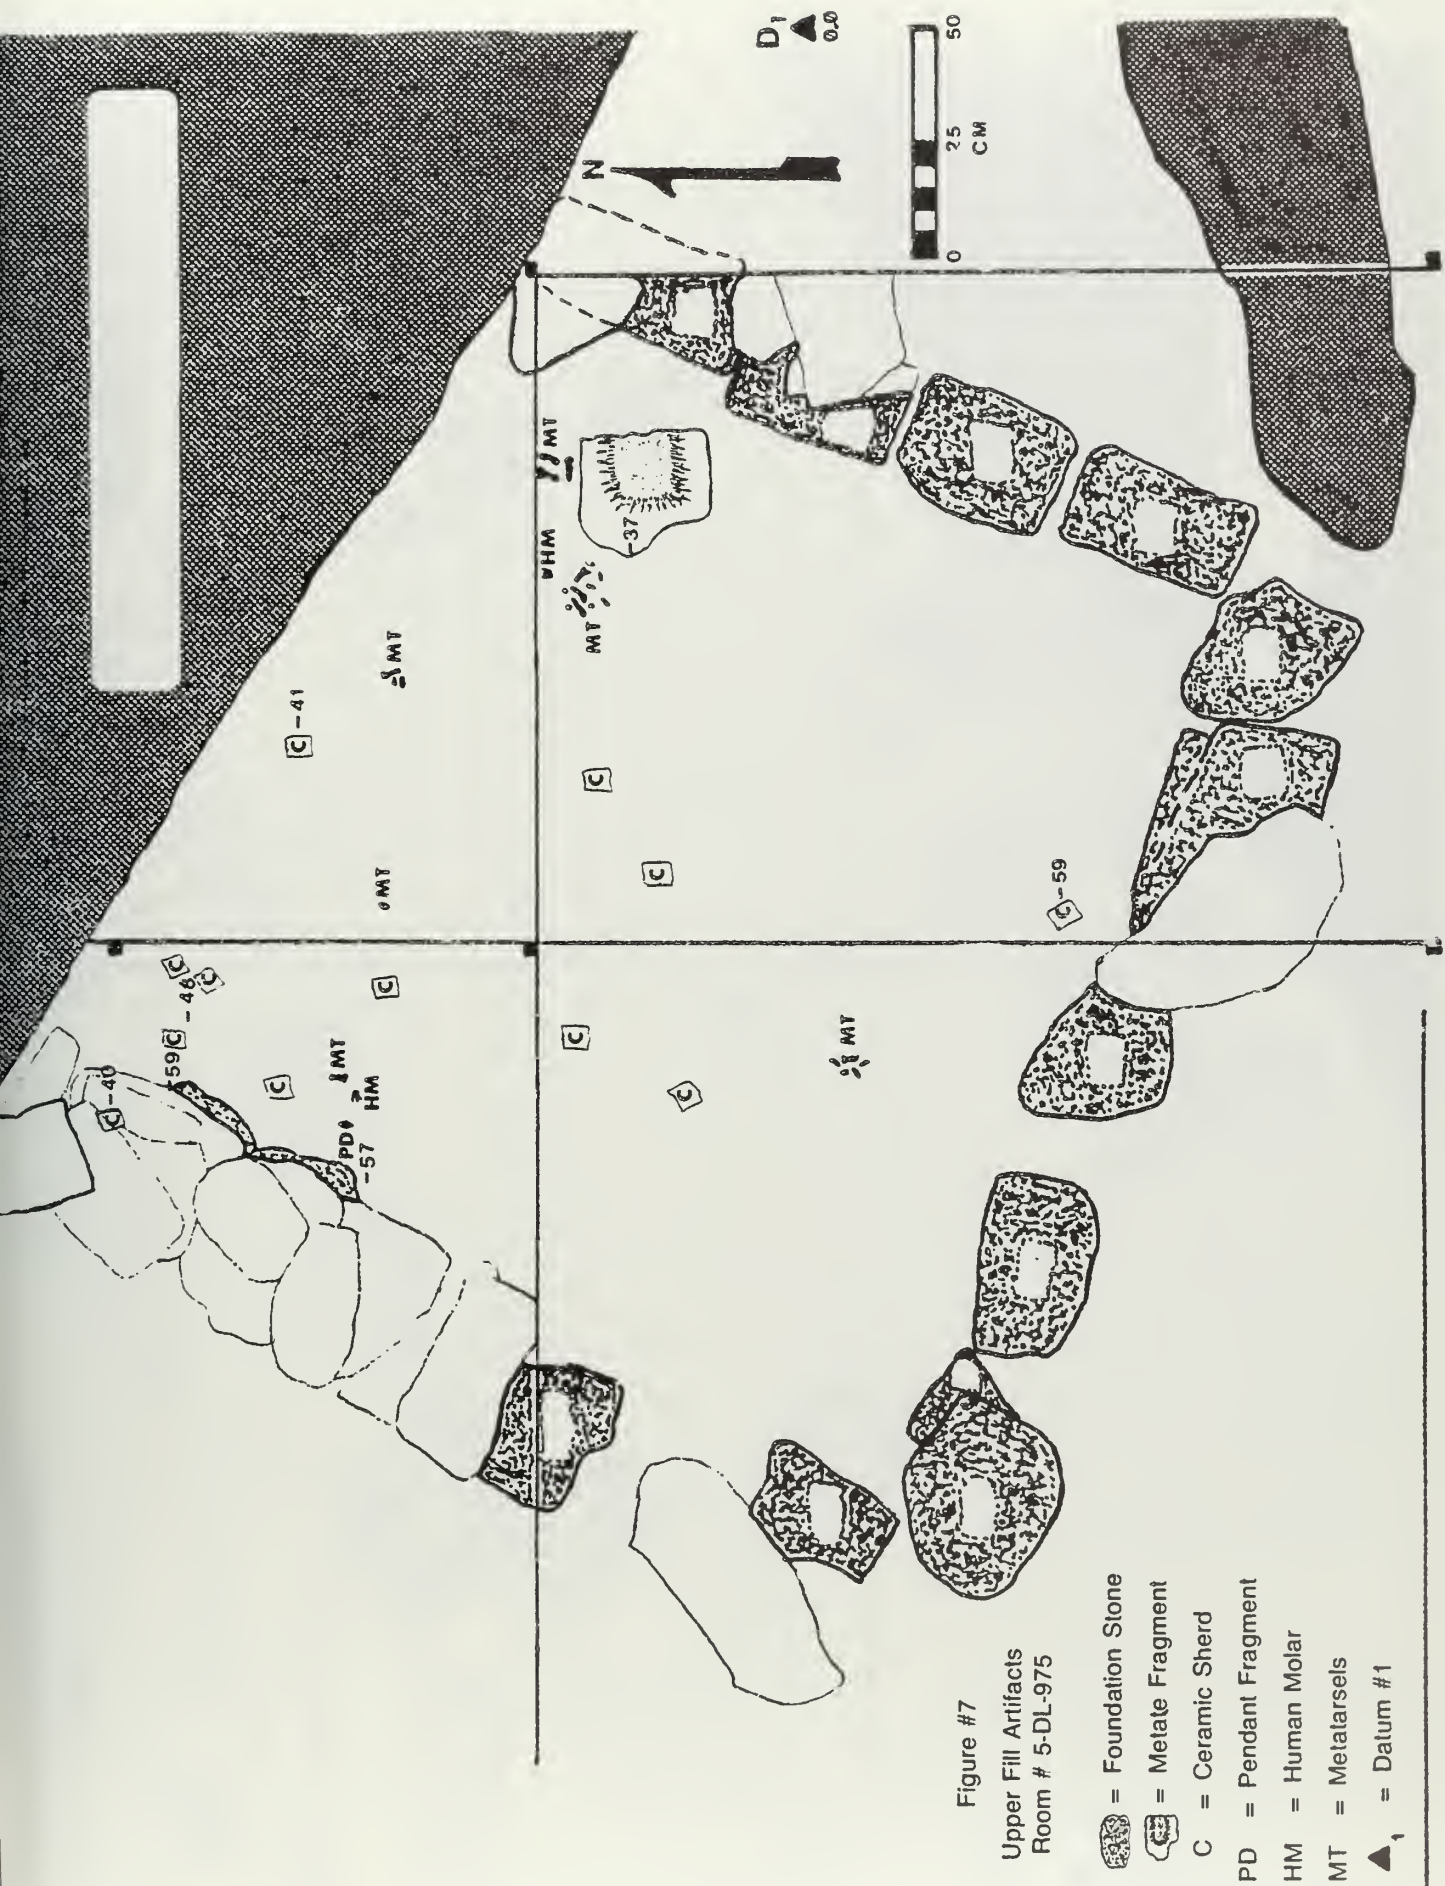 D1
0.0
N
0 25 50
CM
MT
HM
-37
MT
MT
C -41
C
C
MT
C -59
C
C -48
C
C -59
C
C -40
C
MT
HM
PD
-57
C
C
MT
Figure #7
Upper Fill Artifacts
Room # 5-DL-975
= Foundation Stone
= Metate Fragment
C = Ceramic Sherd
PD = Pendant Fragment
HM = Human Molar
MT = Metatarsels
1 = Datum #1